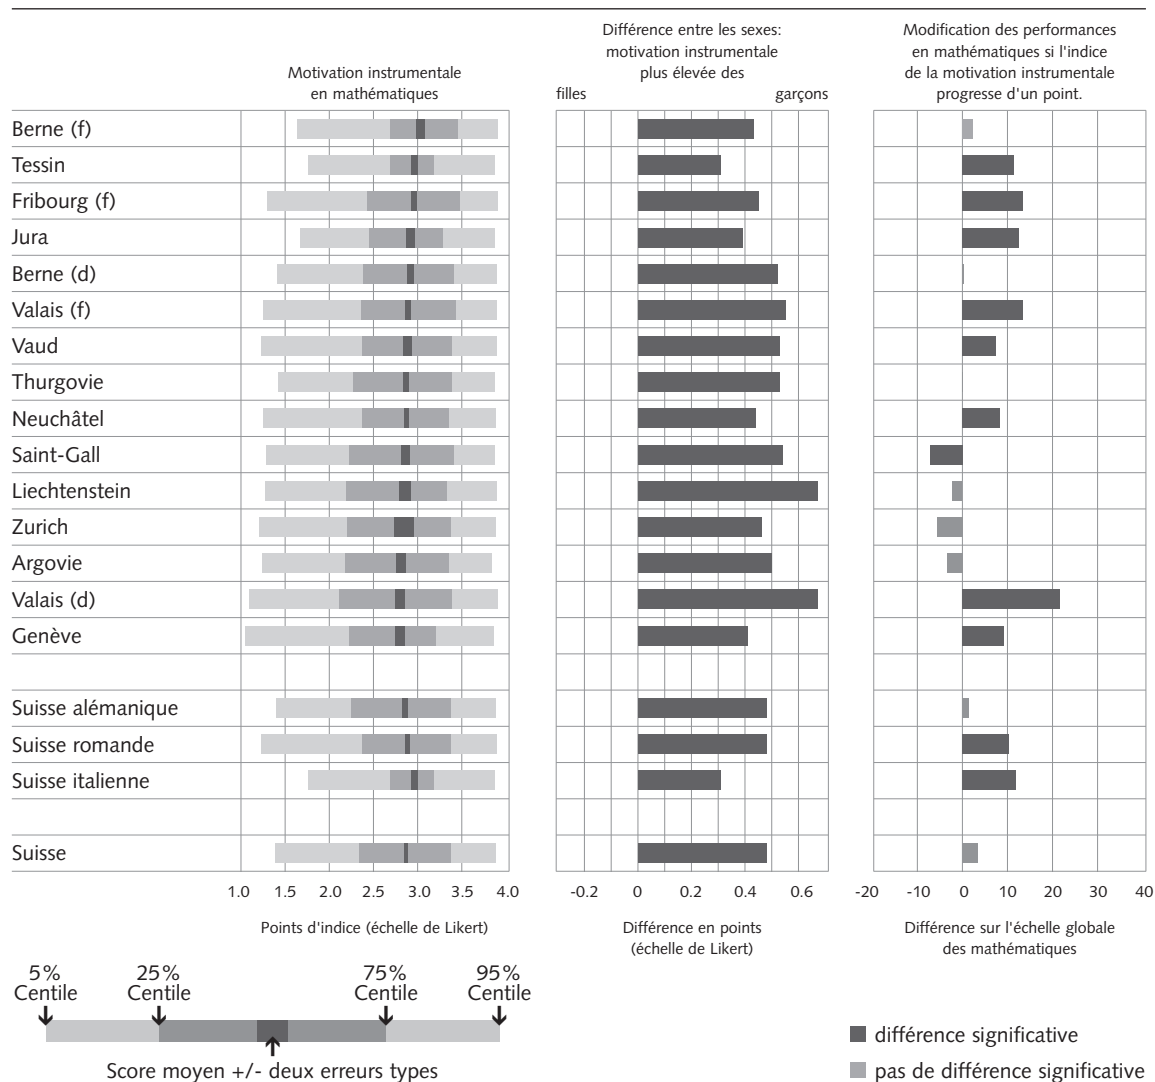 Motivation instrumentale
en mathématiques
Différence entre les sexes:
motivation instrumentale
plus élevée des
filles
garçons
Modification des performances
en mathématiques si l'indice
de la motivation instrumentale
progresse d'un point.
Berne (f)
Tessin
Fribourg (f)
Jura
Berne (d)
Valais (f)
Vaud
Thurgovie
Neuchâtel
Saint-Gall
Liechtenstein
Zurich
Argovie
Valais (d)
Genève
Suisse alémanique
Suisse romande
Suisse italienne
Suisse
1.0 1.5 2.0 2.5 3.0 3.5 4.0
-0.2 0 0.2 0.4 0.6
-20 -10 0 10 20 30 40
Points d'indice (échelle de Likert)
Différence en points
(échelle de Likert)
Différence sur l'échelle globale
des mathématiques
5% 25% 75% 95%
Centile Centile Centile Centile
Score moyen +/- deux erreurs types
différence significative
pas de différence significative